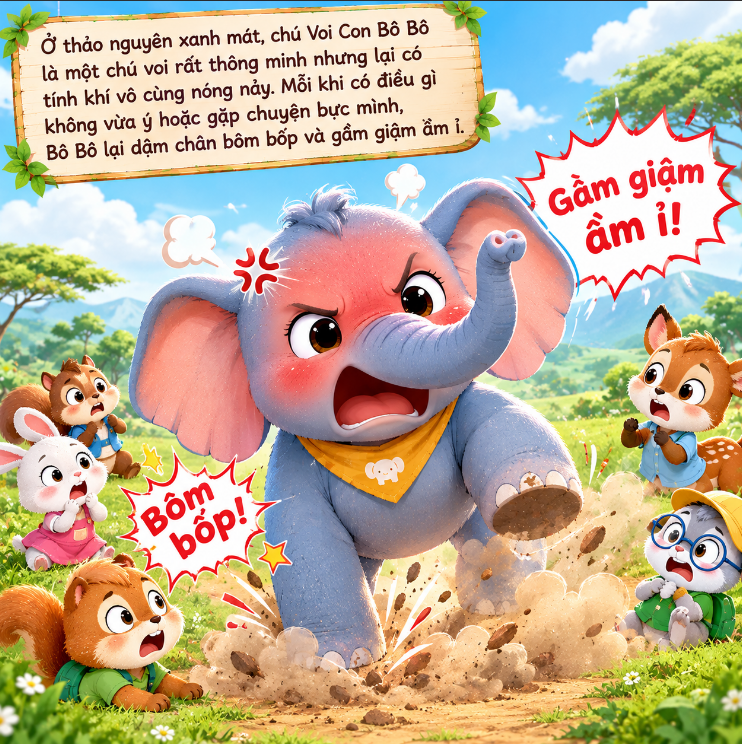 Ở thảo nguyên xanh mát, chú Voi Con Bô Bô
là một chú voi rất thông minh nhưng lại có
tính khí vô cùng nóng nảy. Mỗi khi có điều gì
không vừa ý hoặc gặp chuyện bực mình,
Bô Bô lại dậm chân bôm bốp và gầm giậm ầm ỉ.
Gầm giậm
ầm ỉ!
Bôm
bốp!